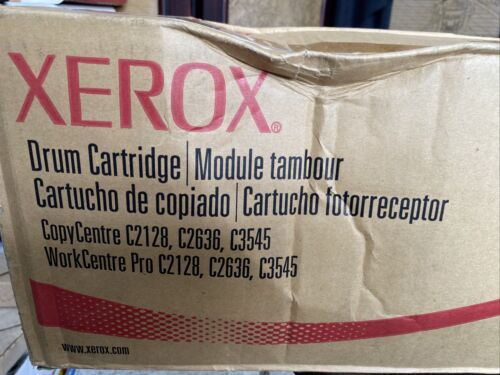 XEROX®
Drum Cartridge | Module tambour
Cartucho de copiado | Cartucho fotorreceptor
CopyCentre C2128, C2636, C3545
WorkCentre Pro C2128, C2636, C3545
www.xerox.com